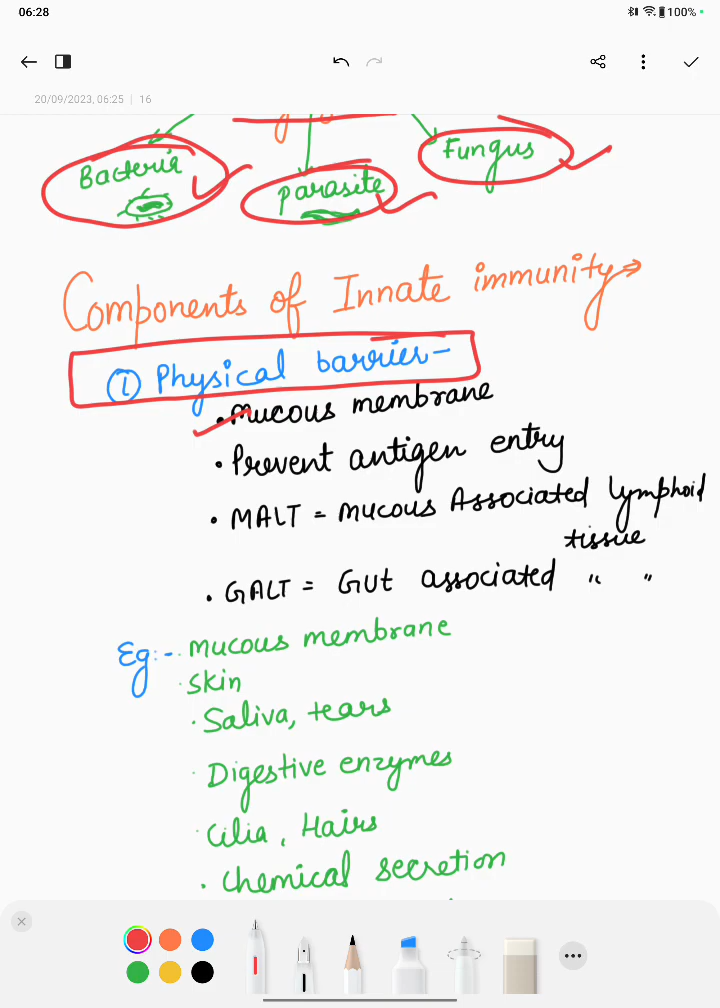 06:28
100%
20/09/2023, 06:25 | 16
Bacteria
parasite
Fungus
Components of Innate immunity→
① Physical barrier-
• Mucous membrane
• Prevent antigen entry
• MALT = Mucous Associated lymphoid
tissue
• GALT = Gut associated " "
Eg:- • mucous membrane
• skin
• Saliva, tears
• Digestive enzymes
• Cilia, Hairs
• Chemical secretion